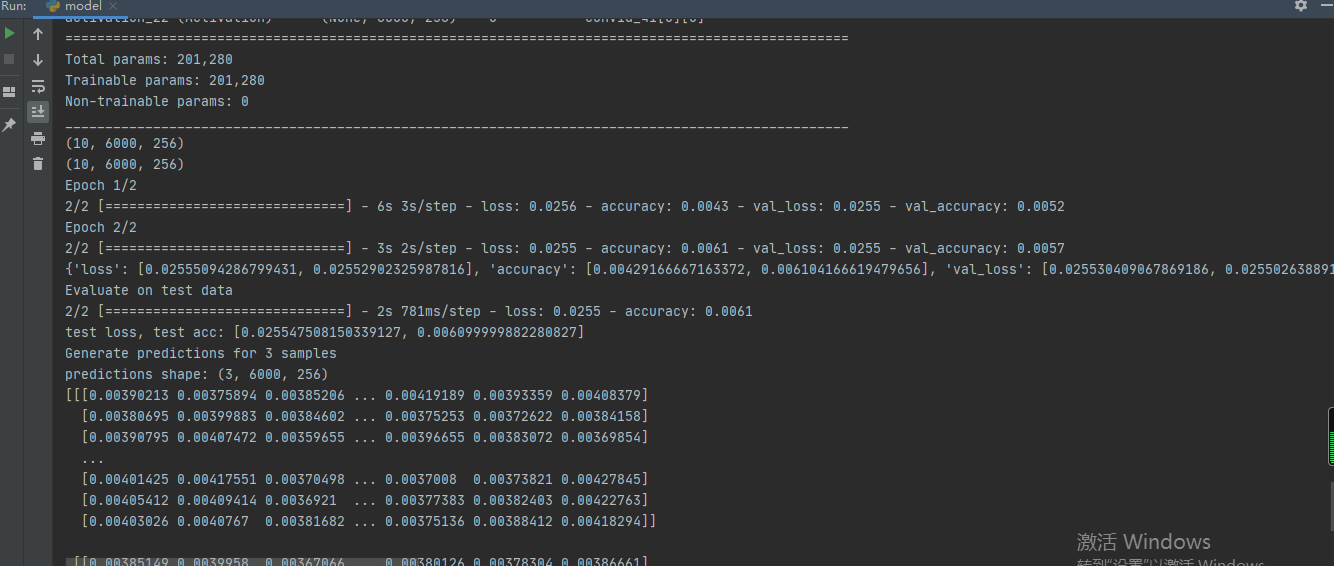 Run: model
activation_22 (Activation) (None, 6000, 256) 0 conv1d_41[0][0]
==================================================================================================
Total params: 201,280
Trainable params: 201,280
Non-trainable params: 0
__________________________________________________________________________________________________
(10, 6000, 256)
(10, 6000, 256)
Epoch 1/2
2/2 [==============================] - 6s 3s/step - loss: 0.0256 - accuracy: 0.0043 - val_loss: 0.0255 - val_accuracy: 0.0052
Epoch 2/2
2/2 [==============================] - 3s 2s/step - loss: 0.0255 - accuracy: 0.0061 - val_loss: 0.0255 - val_accuracy: 0.0057
{'loss': [0.02555094286799431, 0.02552902325987816], 'accuracy': [0.00429166667163372, 0.006104166619479656], 'val_loss': [0.025530409067869186, 0.025502638891
Evaluate on test data
2/2 [==============================] - 2s 781ms/step - loss: 0.0255 - accuracy: 0.0061
test loss, test acc: [0.025547508150339127, 0.006099999882280827]
Generate predictions for 3 samples
predictions shape: (3, 6000, 256)
[[[0.00390213 0.00375894 0.00385206 ... 0.00419189 0.00393359 0.00408379]
[0.00380695 0.00399883 0.00384602 ... 0.00375253 0.00372622 0.00384158]
[0.00390795 0.00407472 0.00359655 ... 0.00396655 0.00383072 0.00369854]
...
[0.00401425 0.00417551 0.00370498 ... 0.0037008 0.00373821 0.00427845]
[0.00405412 0.00409414 0.0036921 ... 0.00377383 0.00382403 0.00422763]
[0.00403026 0.0040767 0.00381682 ... 0.00375136 0.00388412 0.00418294]]
[[0.00385149 0.0039958 0.00367066 ... 0.00380126 0.00378304 0.00386661]
激活 Windows
转到"设置"以激活 Windows